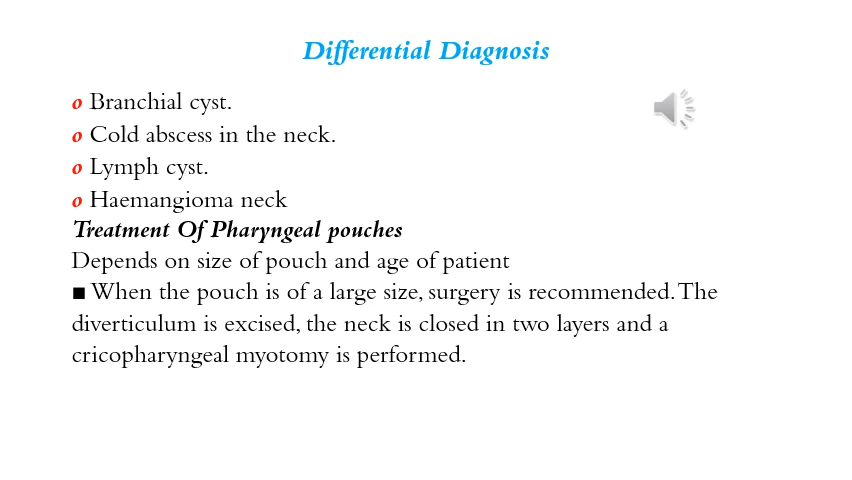 Differential Diagnosis
o Branchial cyst.
o Cold abscess in the neck.
o Lymph cyst.
o Haemangioma neck
Treatment Of Pharyngeal pouches
Depends on size of pouch and age of patient
■ When the pouch is of a large size, surgery is recommended. The
diverticulum is excised, the neck is closed in two layers and a
cricopharyngeal myotomy is performed.